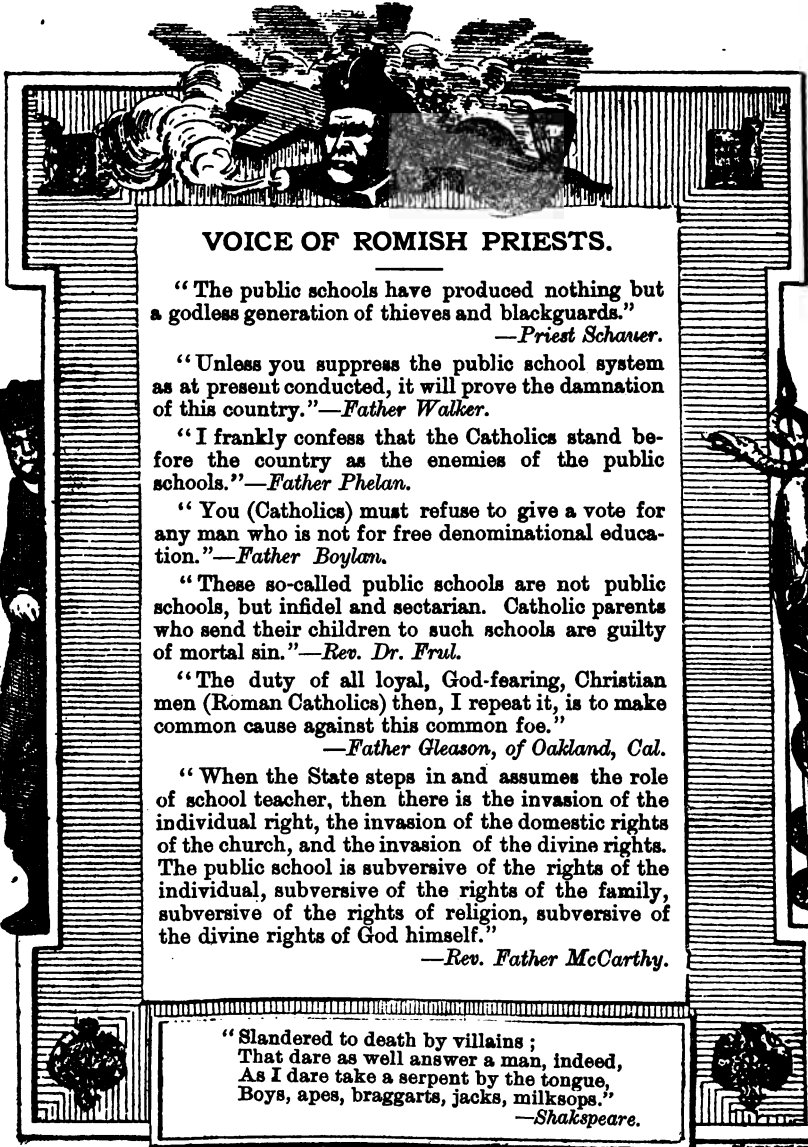 VOICE OF ROMISH PRIESTS.
“The public schools have produced nothing but
a godless generation of thieves and blackguards.”
—Priest Schauer.
“Unless you suppress the public school system
as at present conducted, it will prove the damnation
of this country.”—Father Walker.
“I frankly confess that the Catholics stand be-
fore the country as the enemies of the public
schools.”—Father Phelan.
“You (Catholics) must refuse to give a vote for
any man who is not for free denominational educa-
tion.”—Father Boylan.
“These so-called public schools are not public
schools, but infidel and sectarian. Catholic parents
who send their children to such schools are guilty
of mortal sin.”—Rev. Dr. Frul.
“The duty of all loyal, God-fearing, Christian
men (Roman Catholics) then, I repeat it, is to make
common cause against this common foe.”
—Father Gleason, of Oakland, Cal.
“When the State steps in and assumes the role
of school teacher, then there is the invasion of the
individual right, the invasion of the domestic rights
of the church, and the invasion of the divine rights.
The public school is subversive of the rights of the
individual, subversive of the rights of the family,
subversive of the rights of religion, subversive of
the divine rights of God himself.”
—Rev. Father McCarthy.
“Slandered to death by villains ;
That dare as well answer a man, indeed,
As I dare take a serpent by the tongue,
Boys, apes, braggarts, jacks, milksops.”
—Shakspeare.